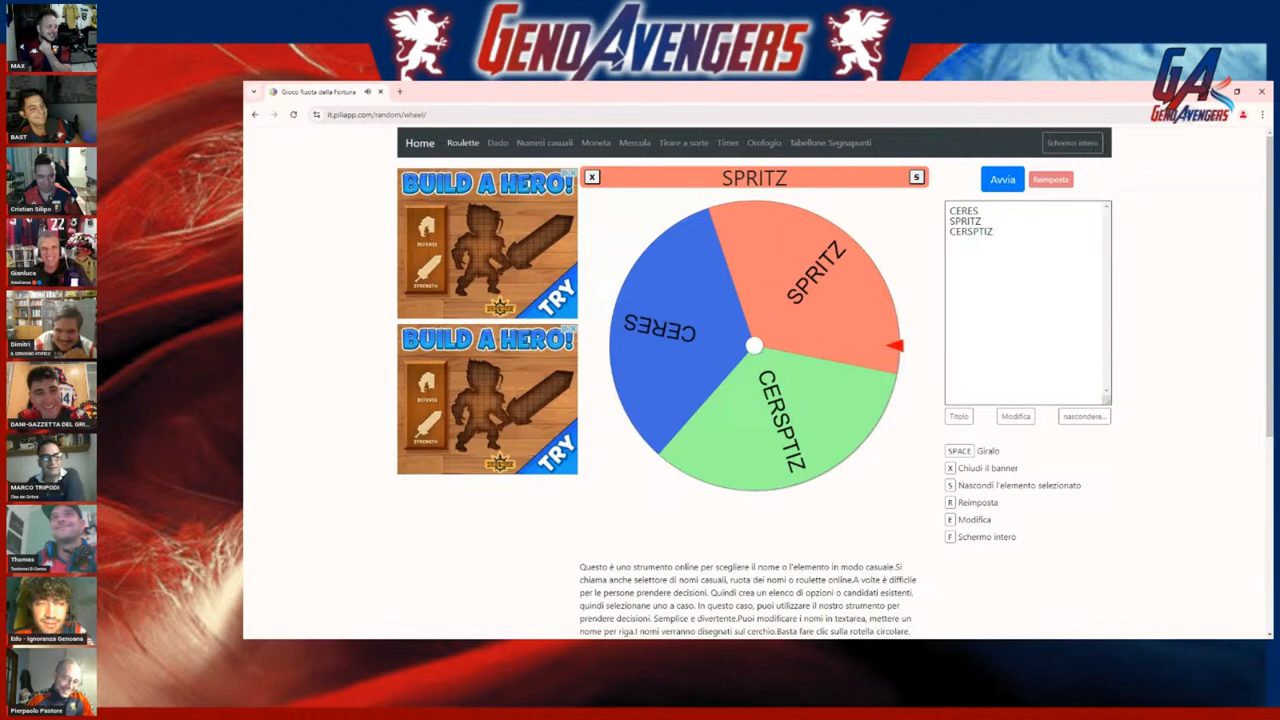 GENOAVENGERS
GA
GENOAVENGERS
MAX
BAST
Cristian Silipo
22
Gianluca
Dimitri
IL GENOANO ATIPICO
DANI-GAZZETTA DEL GRI...
MARCO TRIPODI
Thomas
Edo - Ignoranza Genoana
Pierpaolo Pastore
Gioco Ruota della Fortuna
it.piliapp.com/random/wheel/
Home Roulette Dado Numeri casuali Moneta Mescola Tirare a sorte Timer Orologio Tabellone Segnapunti Schermo intero
BUILD A HERO!
DEFENSE
STRENGTH
TRY
BUILD A HERO!
DEFENSE
STRENGTH
TRY
X SPRITZ S
SPRITZ
CERES
CERSPTIZ
Avvia Reimposta
CERES
SPRITZ
CERSPTIZ
Titolo Modifica nascondere...
SPACE Giralo
X Chiudi il banner
S Nascondi l'elemento selezionato
R Reimposta
E Modifica
F Schermo intero
Questo è uno strumento online per scegliere il nome o l'elemento in modo casuale.Si
chiama anche selettore di nomi casuali, ruota dei nomi o roulette online.A volte è difficile
per le persone prendere decisioni. Quindi crea un elenco di opzioni o candidati esistenti,
quindi selezionane uno a caso. In questo caso, puoi utilizzare il nostro strumento per
prendere decisioni. Semplice e divertente.Puoi modificare i nomi in textarea, mettere un
nome per riga.I nomi verranno disegnati sul cerchio.Basta fare clic sulla rotella circolare,